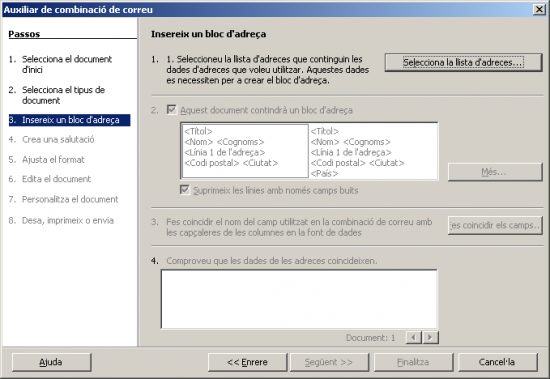 Auxiliar de combinació de correu
Passos
1. Selecciona el document
d'inici
2. Selecciona el tipus de
document
3. Insereix un bloc d'adreça
4. Crea una salutació
5. Ajusta el format
6. Edita el document
7. Personalitza el document
8. Desa, imprimeix o envia
Insereix un bloc d'adreça
1. 1. Seleccioneu la llista d'adreces que continguin les
dades d'adreces que voleu utilitzar. Aquestes dades
es necessiten per a crear el bloc d'adreça.
Selecciona la llista d'adreces...
2. Aquest document contindrà un bloc d'adreça
<Títol>
<Nom> <Cognoms>
<Línia 1 de l'adreça>
<Codi postal> <Ciutat>
<Títol>
<Nom> <Cognoms>
<Línia 1 de l'adreça>
<Codi postal> <Ciutat>
<País>
Més...
Suprimeix les línies amb només camps buits
3. Fes coincidir el nom del camp utilitzat en la combinació de correu amb
les capçaleres de les columnes en la font de dades
es coincidir els camps..
4. Comproveu que les dades de les adreces coincideixen.
Document: 1
Ajuda
<< Enrere
Següent >>
Finalitza
Cancel·la